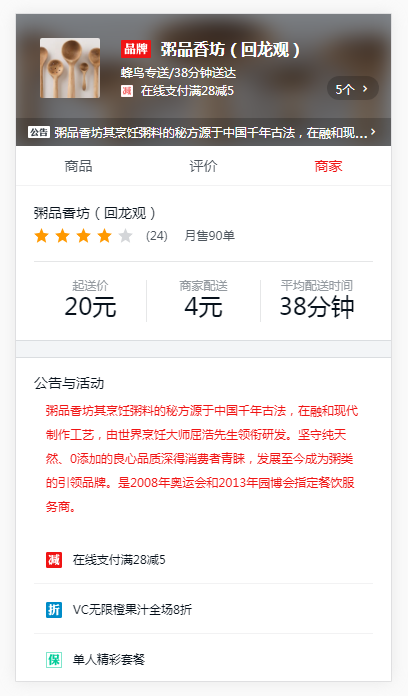 品牌 粥品香坊（回龙观）
蜂鸟专送/38分钟送达
减 在线支付满28减5
5个 >
公告 粥品香坊其烹饪粥料的秘方源于中国千年古法，在融和现... >
商品 评价 商家
粥品香坊（回龙观）
(24) 月售90单
起送价 商家配送 平均配送时间
20元 4元 38分钟
公告与活动
粥品香坊其烹饪粥料的秘方源于中国千年古法，在融和现代
制作工艺，由世界烹饪大师屈浩先生领衔研发。坚守纯天
然、0添加的良心品质深得消费者青睐，发展至今成为粥类
的引领品牌。是2008年奥运会和2013年园博会指定餐饮服
务商。
减 在线支付满28减5
折 VC无限橙果汁全场8折
保 单人精彩套餐